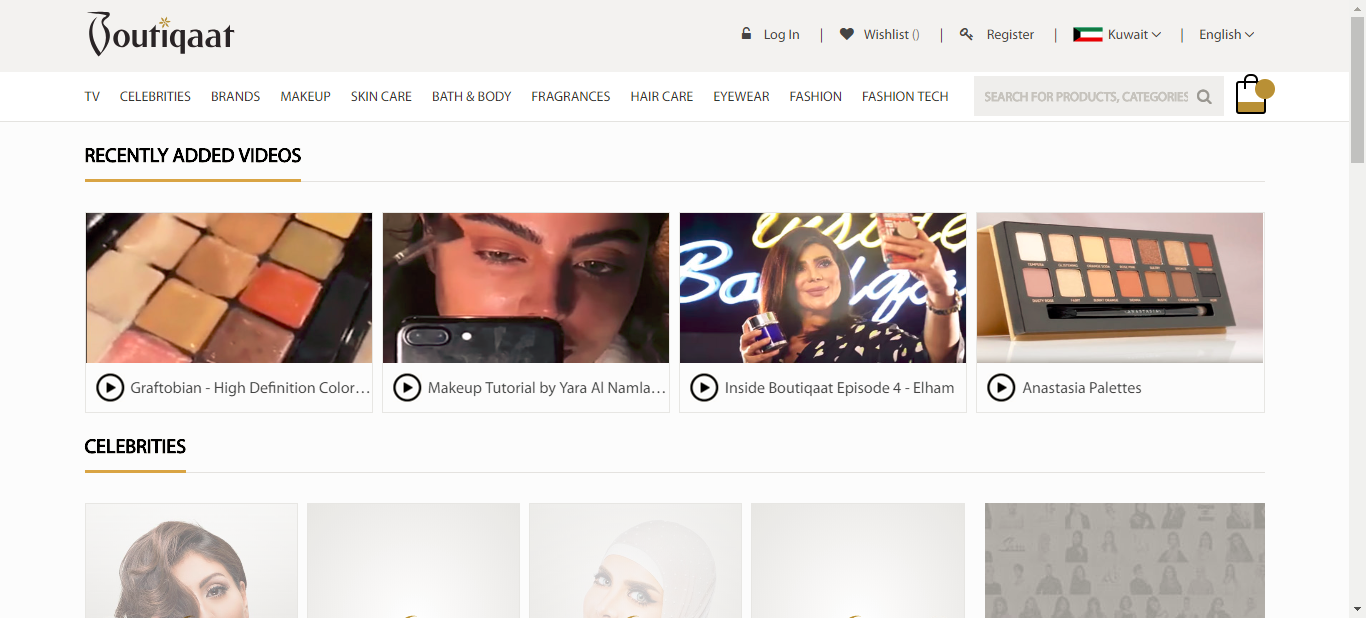 Boutiqaat
Log In | Wishlist () | Register | Kuwait | English
TV CELEBRITIES BRANDS MAKEUP SKIN CARE BATH & BODY FRAGRANCES HAIR CARE EYEWEAR FASHION FASHION TECH SEARCH FOR PRODUCTS, CATEGORIES
RECENTLY ADDED VIDEOS
Inside
ANASTASIA
Graftobian - High Definition Color...
Makeup Tutorial by Yara Al Namla...
Inside Boutiqaat Episode 4 - Elham
Anastasia Palettes
CELEBRITIES